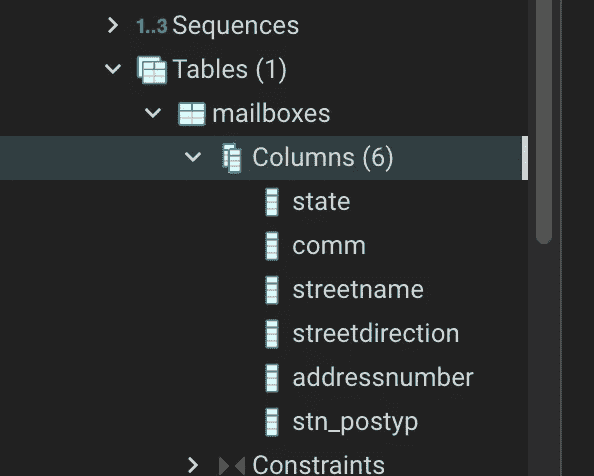 1..3 Sequences
Tables (1)
mailboxes
Columns (6)
state
comm
streetname
streetdirection
addressnumber
stn_postyp
Constraints